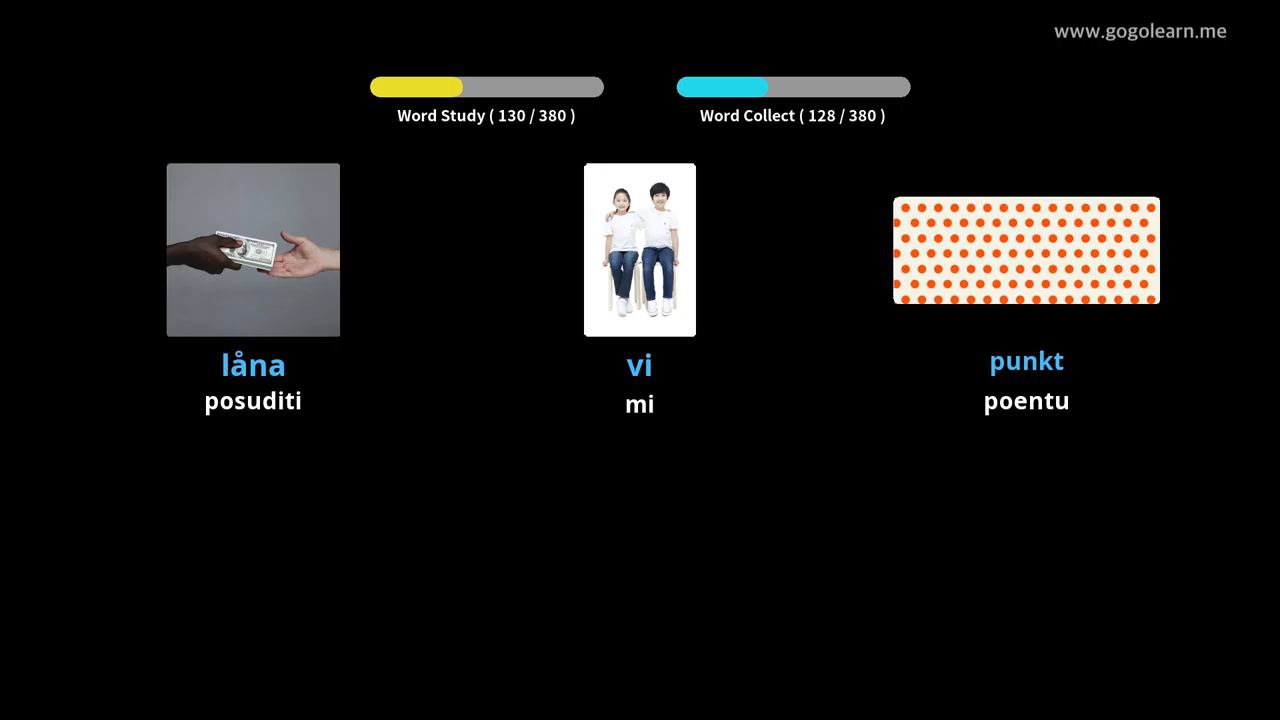 www.gogolearn.me
Word Study ( 130 / 380 )
Word Collect ( 128 / 380 )
låna
posuditi
vi
mi
punkt
poentu